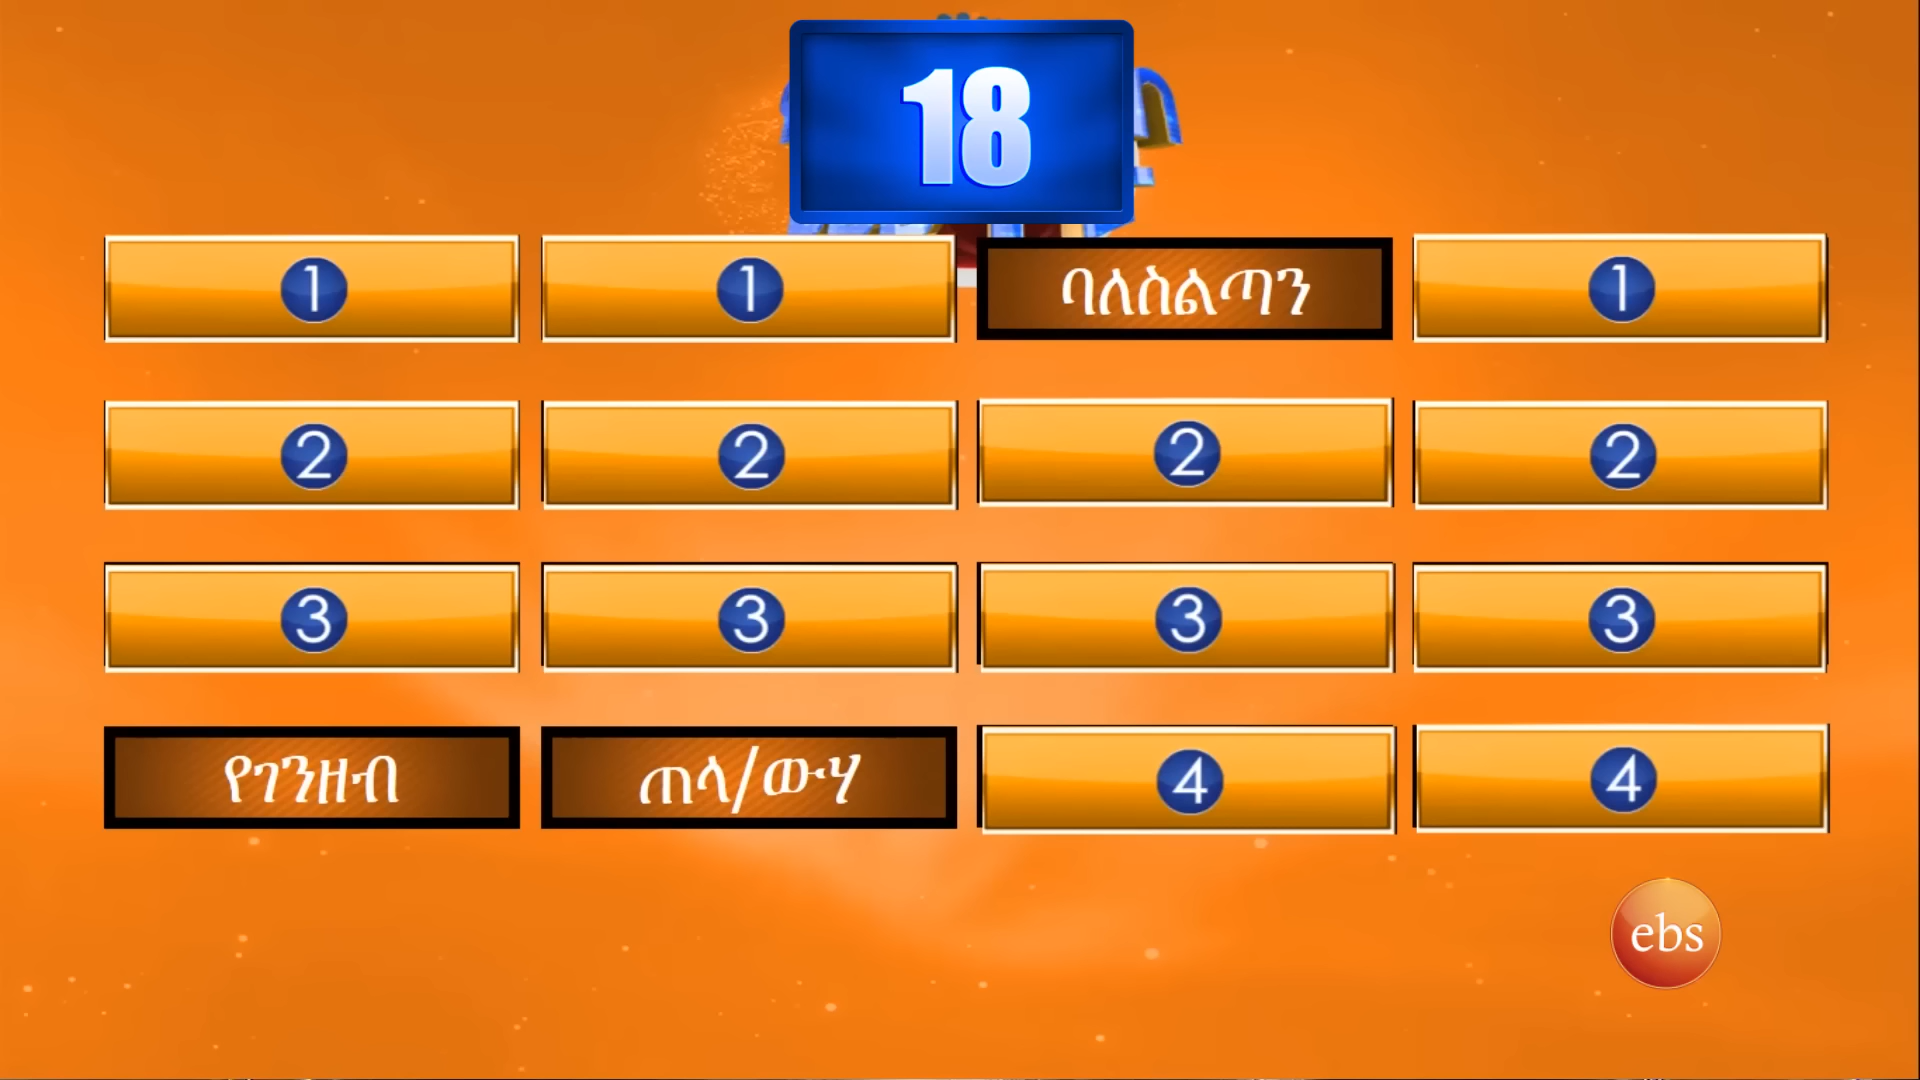 18
1 1 ባለስልጣን 1
2 2 2 2
3 3 3 3
የገንዘብ ጠላ/ውሃ 4 4
ebs